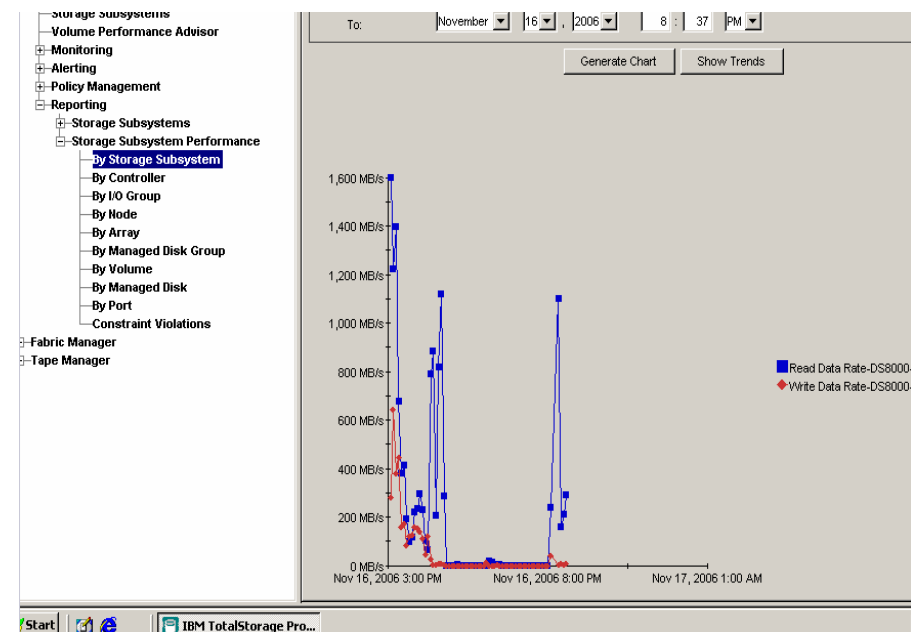 Storage Subsystems
Volume Performance Advisor
Monitoring
Alerting
Policy Management
Reporting
Storage Subsystems
Storage Subsystem Performance
By Storage Subsystem
By Controller
By I/O Group
By Node
By Array
By Managed Disk Group
By Volume
By Managed Disk
By Port
Constraint Violations
Fabric Manager
Tape Manager
To: November 16 , 2006 8 : 37 PM
Generate Chart Show Trends
1,600 MB/s
1,400 MB/s
1,200 MB/s
1,000 MB/s
800 MB/s
600 MB/s
400 MB/s
200 MB/s
0 MB/s
Nov 16, 2006 3:00 PM Nov 16, 2006 8:00 PM Nov 17, 2006 1:00 AM
Read Data Rate-DS8000-
Write Data Rate-DS8000-
Start IBM TotalStorage Pro...